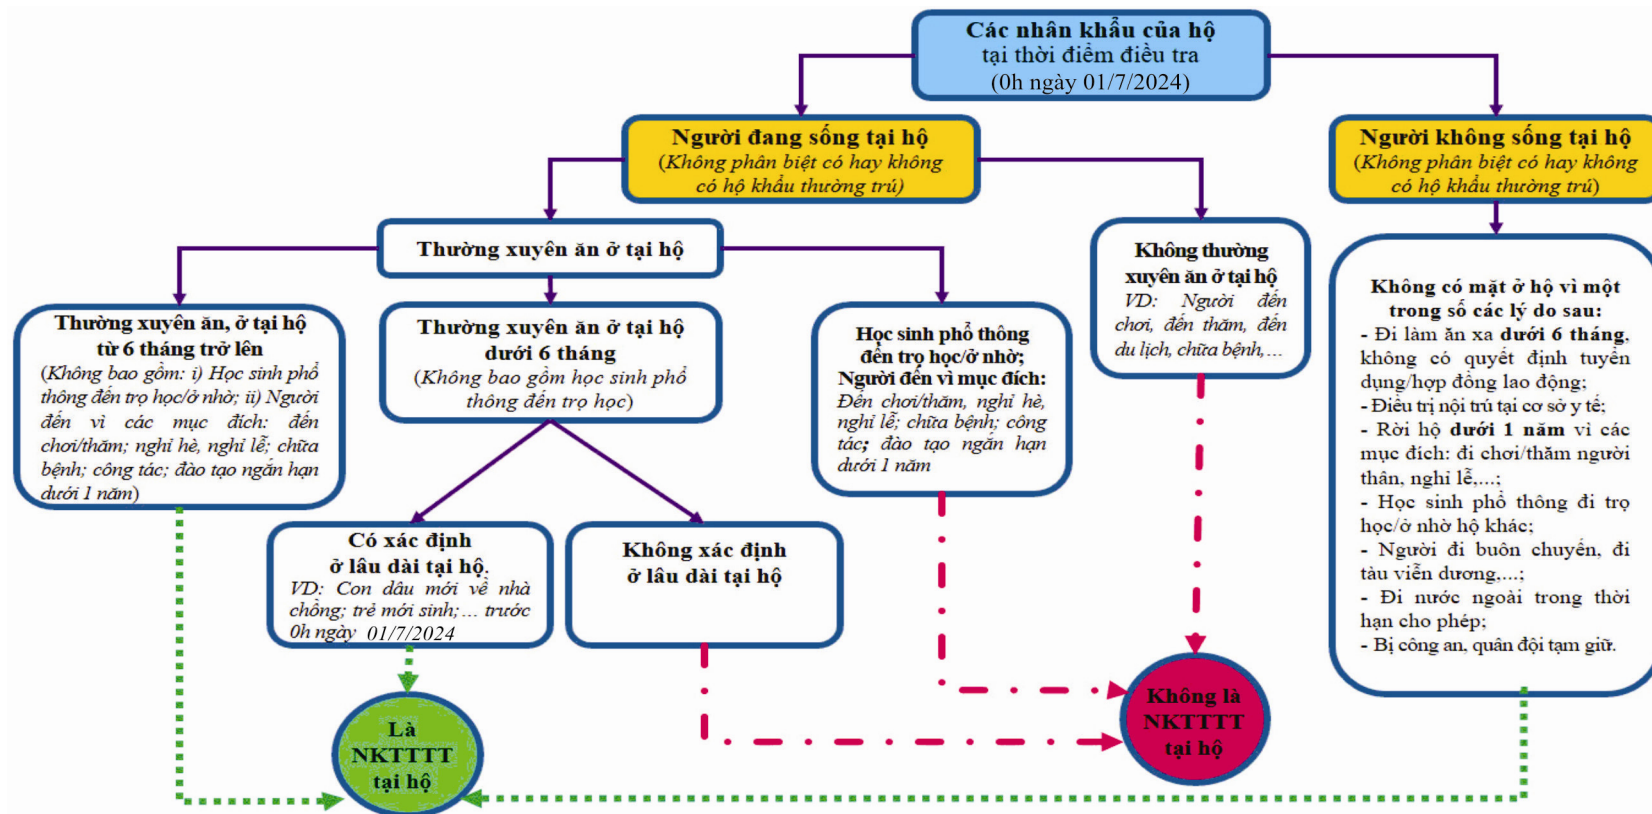 Các nhân khẩu của hộ
tại thời điểm điều tra
(0h ngày 01/7/2024)
Người đang sống tại hộ
(Không phân biệt có hay không
có hộ khẩu thường trú)
Người không sống tại hộ
(Không phân biệt có hay không
có hộ khẩu thường trú)
Thường xuyên ăn ở tại hộ
Không thường
xuyên ăn ở tại hộ
VD: Người đến
chơi, đến thăm, đến
du lịch, chữa bệnh,...
Thường xuyên ăn, ở tại hộ
từ 6 tháng trở lên
(Không bao gồm: i) Học sinh phổ
thông đến trọ học/ở nhờ; ii) Người
đến vì các mục đích: đến
chơi/thăm; nghỉ hè, nghỉ lễ; chữa
bệnh; công tác; đào tạo ngắn hạn
dưới 1 năm)
Thường xuyên ăn ở tại hộ
dưới 6 tháng
(Không bao gồm học sinh phổ
thông đến trọ học)
Học sinh phổ thông
đến trọ học/ở nhờ;
Người đến vì mục đích:
Đến chơi/thăm, nghỉ hè,
nghỉ lễ; chữa bệnh; công
tác; đào tạo ngắn hạn
dưới 1 năm
Không có mặt ở hộ vì một
trong số các lý do sau:
- Đi làm ăn xa dưới 6 tháng,
không có quyết định tuyển
dụng/hợp đồng lao động;
- Điều trị nội trú tại cơ sở y tế;
- Rời hộ dưới 1 năm vì các
mục đích: đi chơi/thăm người
thân, nghỉ lễ,...;
- Học sinh phổ thông đi trọ
học/ở nhờ hộ khác;
- Người đi buôn chuyến, đi
tàu viễn dương,...;
- Đi nước ngoài trong thời
hạn cho phép;
- Bị công an, quân đội tạm giữ.
Có xác định
ở lâu dài tại hộ.
VD: Con dâu mới về nhà
chồng; trẻ mới sinh;... trước
0h ngày 01/7/2024
Không xác định
ở lâu dài tại hộ
Là
NKTTTT
tại hộ
Không là
NKTTTT
tại hộ